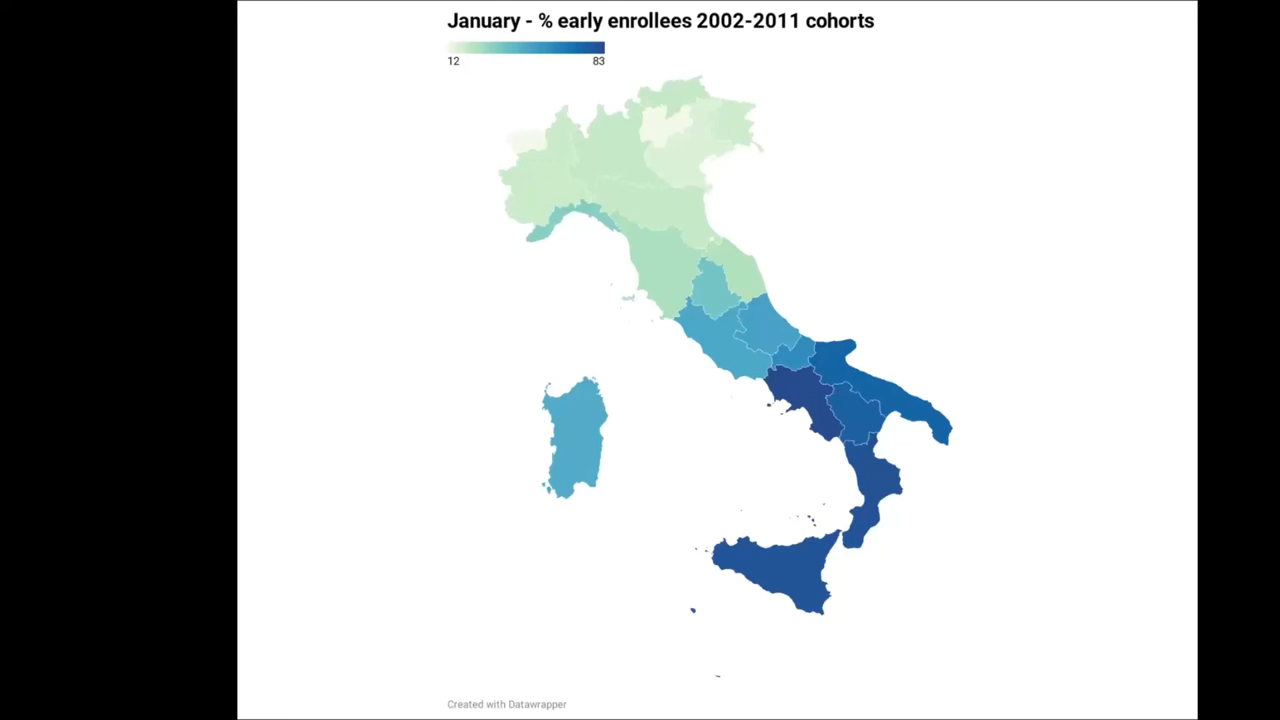 January - % early enrollees 2002-2011 cohorts
12 83
Created with Datawrapper